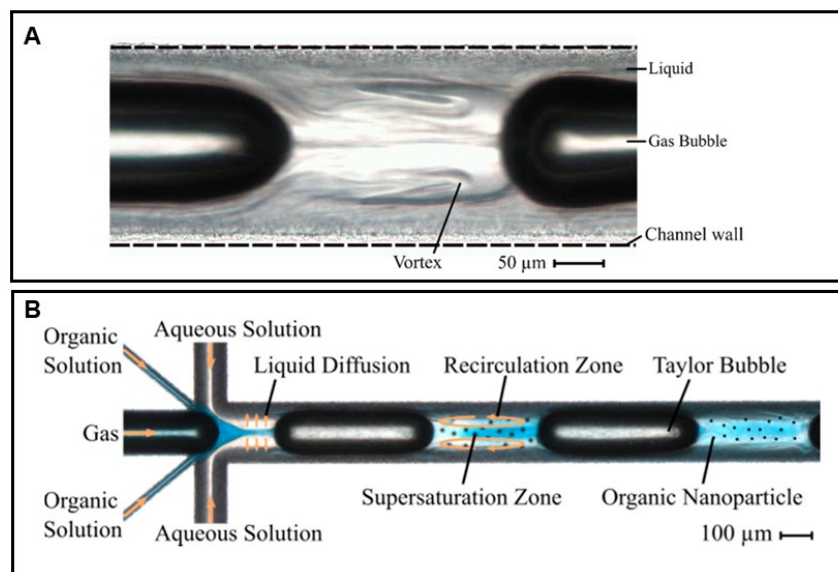 A
Liquid
Gas Bubble
Channel wall
Vortex
50 µm
B
Organic
Solution
Aqueous Solution
Liquid Diffusion
Recirculation Zone
Taylor Bubble
Gas
Organic
Solution
Aqueous Solution
Supersaturation Zone
Organic Nanoparticle
100 µm